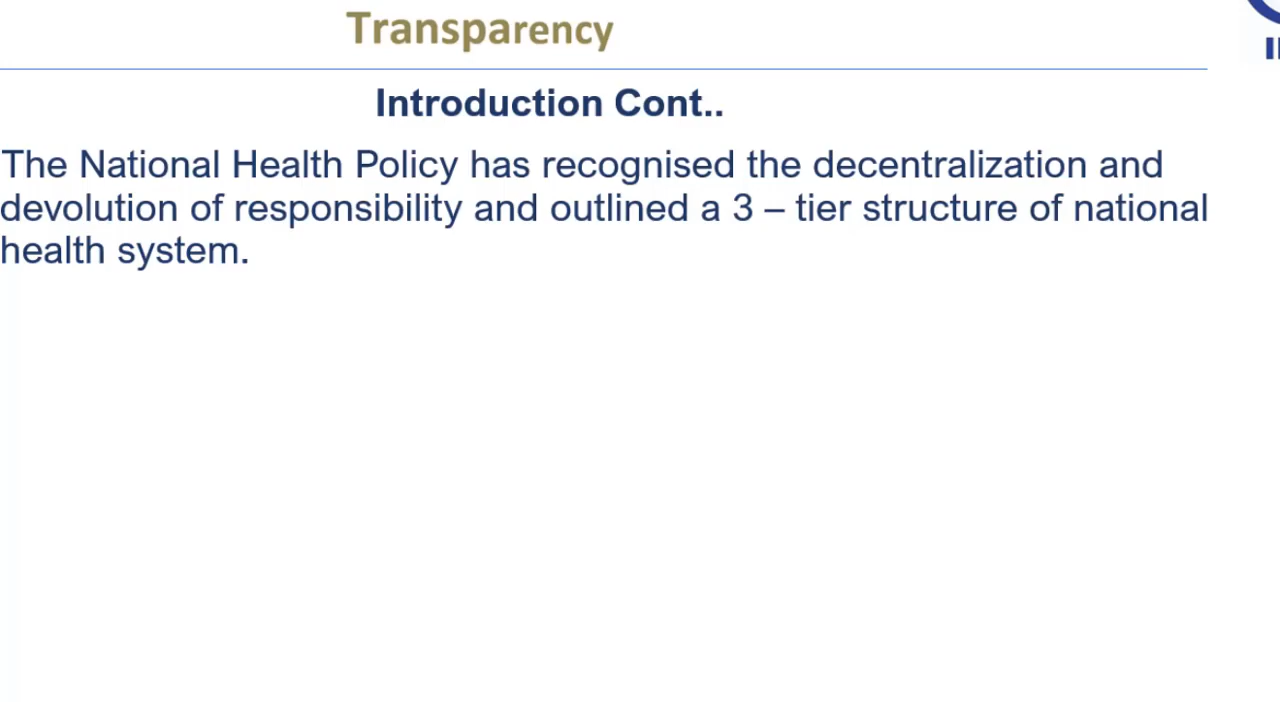 Transparency
Introduction Cont..
The National Health Policy has recognised the decentralization and
devolution of responsibility and outlined a 3 – tier structure of national
health system.